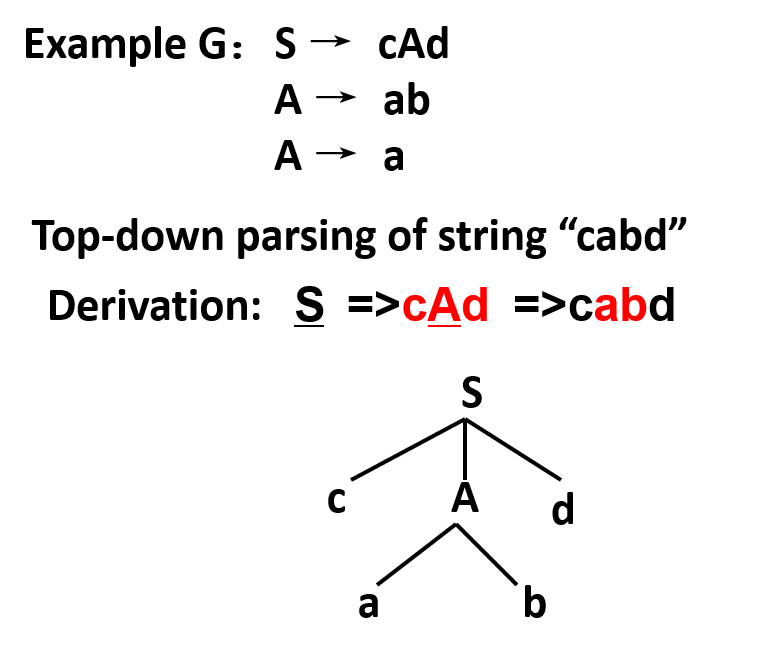 Example G： S → cAd
A → ab
A → a
Top-down parsing of string “cabd”
Derivation: S =>cAd =>cabd
S
c A d
a b